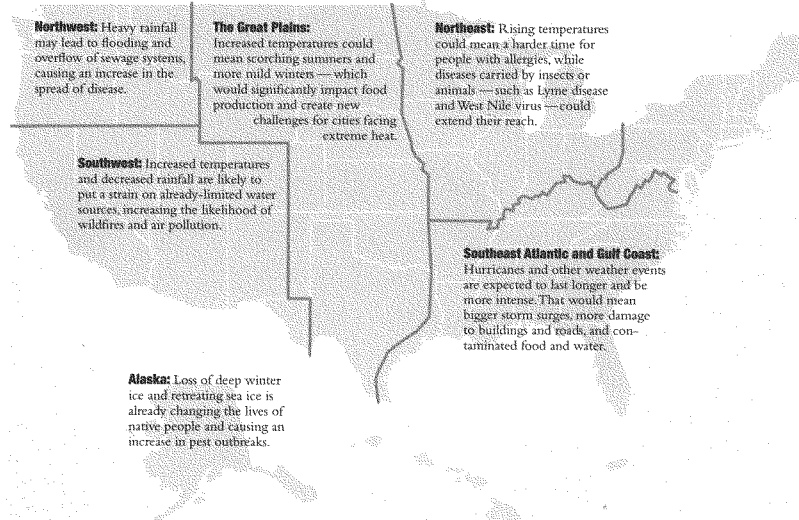 Northwest: Heavy rainfall
may lead to flooding and
overflow of sewage systems,
causing an increase in the
spread of disease.
The Great Plains:
Increased temperatures could
mean scorching summers and
more mild winters — which
would significantly impact food
production and create new
challenges for cities facing
extreme heat.
Northeast: Rising temperatures
could mean a harder time for
people with allergies, while
diseases carried by insects or
animals — such as Lyme disease
and West Nile virus — could
extend their reach.
Southwest: Increased temperatures
and decreased rainfall are likely to
put a strain on already-limited water
sources, increasing the likelihood of
wildfires and air pollution.
Southeast Atlantic and Gulf Coast:
Hurricanes and other weather events
are expected to last longer and be
more intense. That would mean
bigger storm surges, more damage
to buildings and roads, and con-
taminated food and water.
Alaska: Loss of deep winter
ice and retreating sea ice is
already changing the lives of
native people and causing an
increase in pest outbreaks.